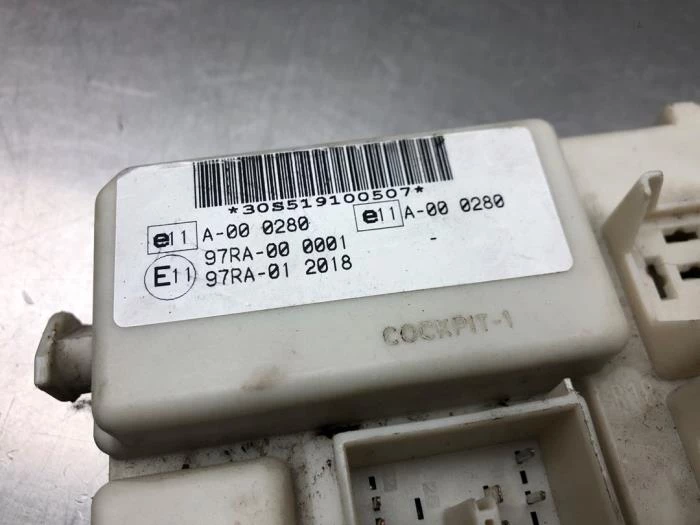 *30S519100507*
e11 A-00 0280 e11 A-00 0280
97RA-00 0001 -
E11 97RA-01 2018
COCKPIT-1